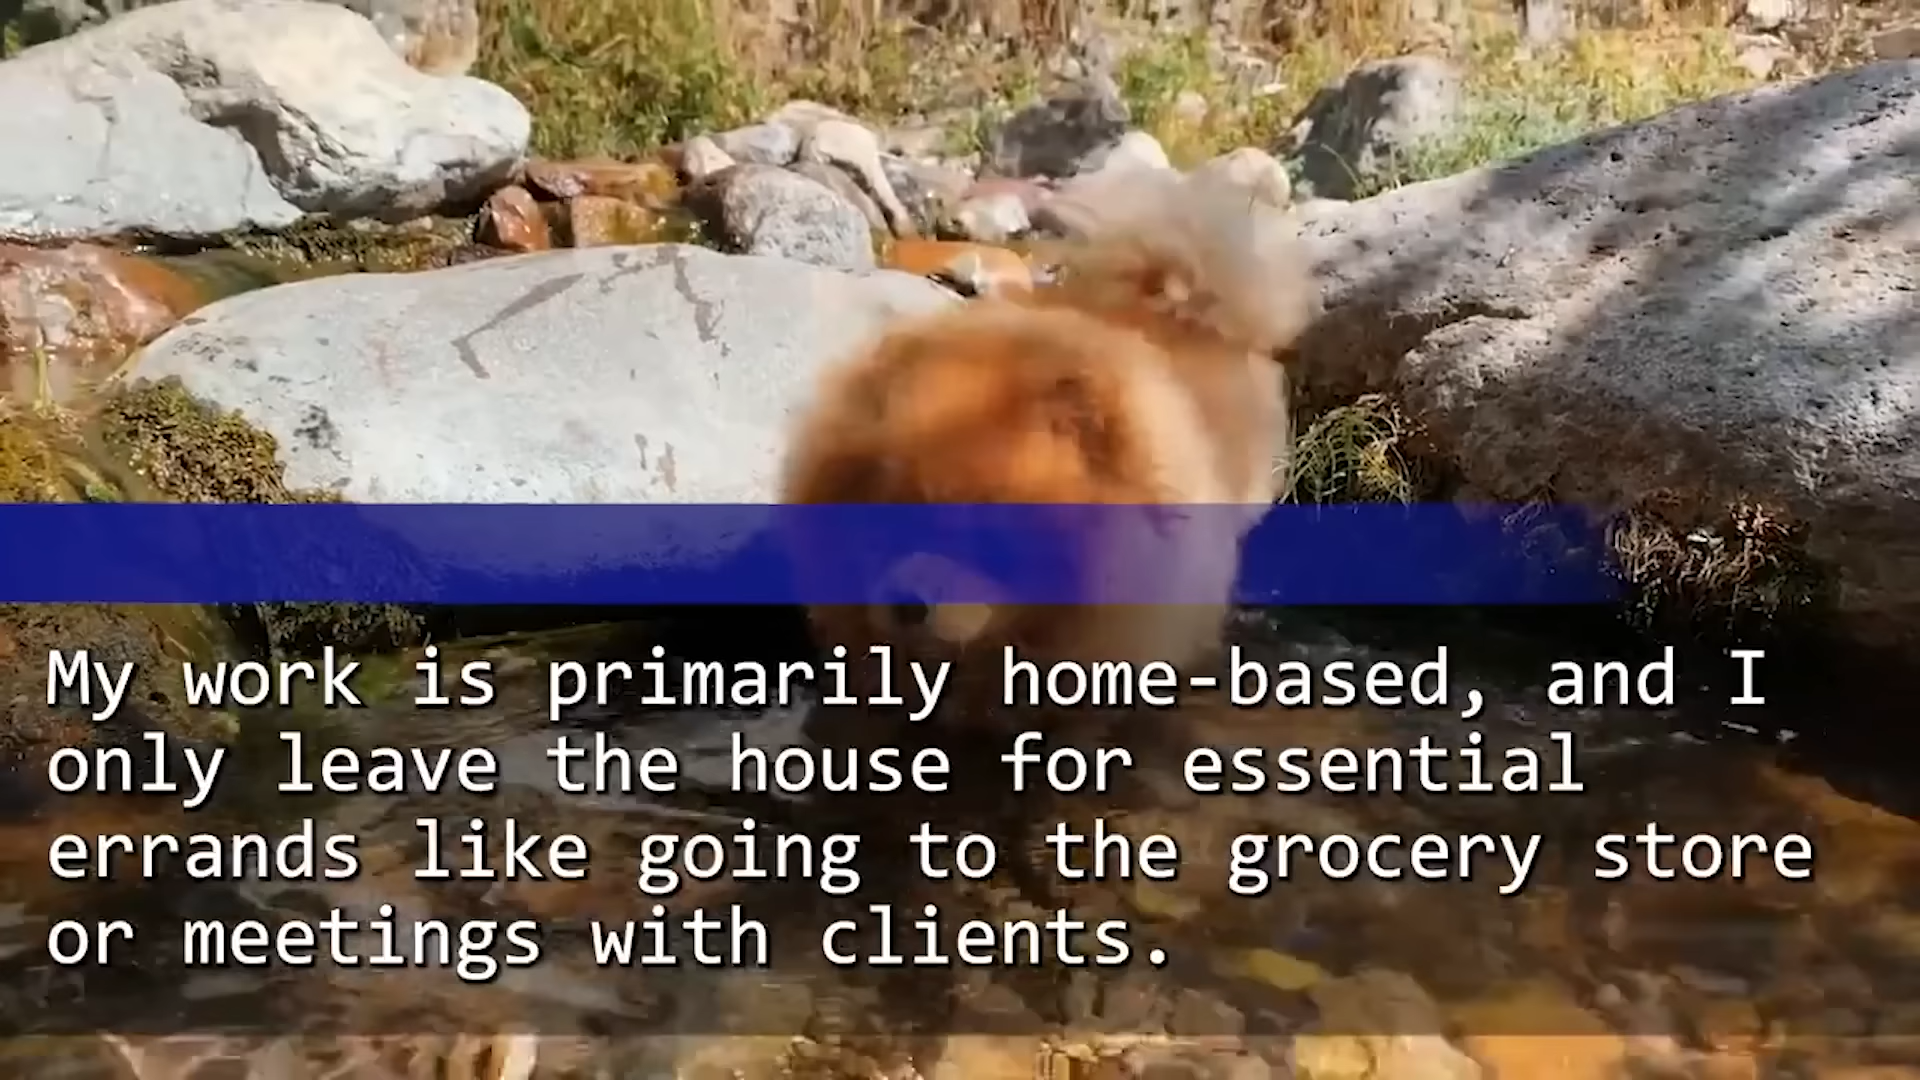 My work is primarily home-based, and I
only leave the house for essential
errands like going to the grocery store
or meetings with clients.